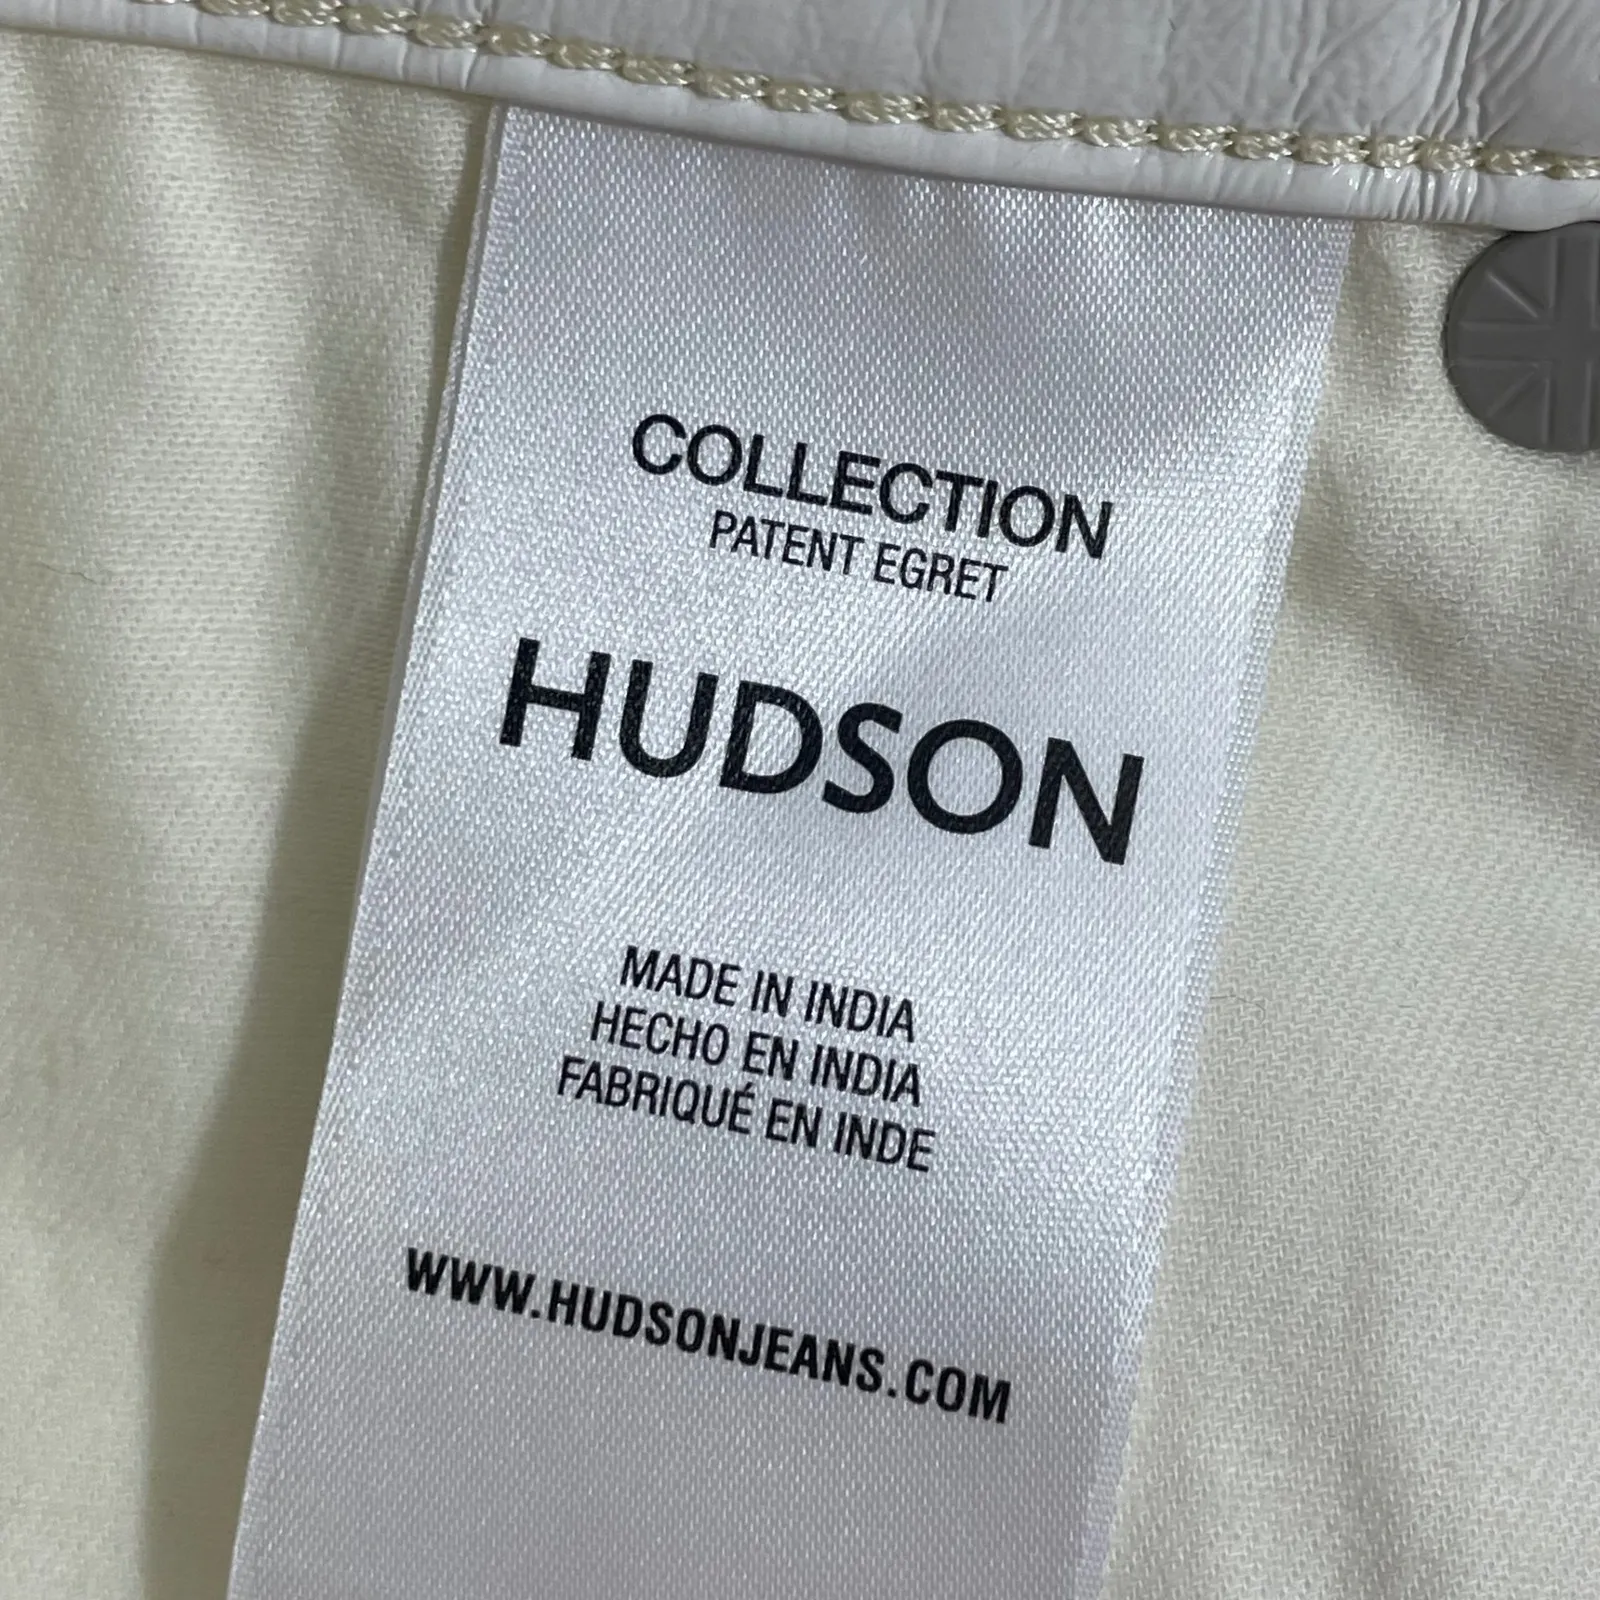 COLLECTION
PATENT EGRET
HUDSON
MADE IN INDIA
HECHO EN INDIA
FABRIQUÉ EN INDE
WWW.HUDSONJEANS.COM